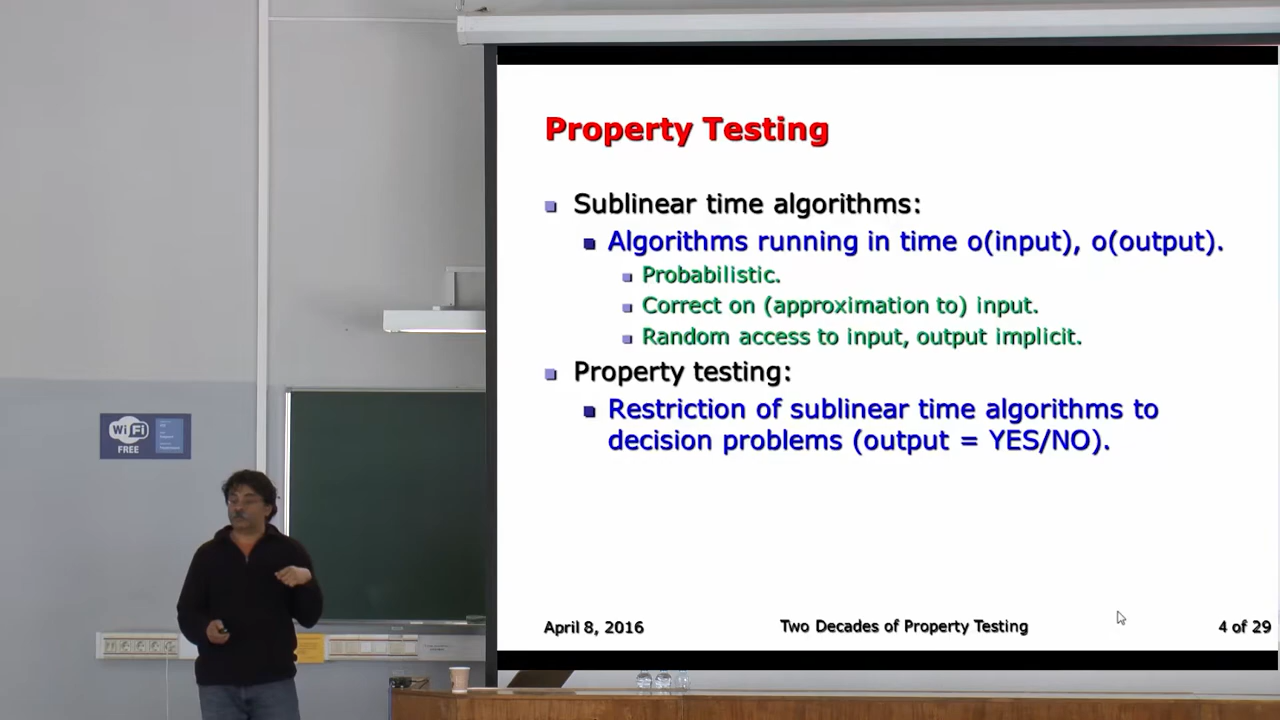 Property Testing
Sublinear time algorithms:
Algorithms running in time o(input), o(output).
Probabilistic.
Correct on (approximation to) input.
Random access to input, output implicit.
Property testing:
Restriction of sublinear time algorithms to
decision problems (output = YES/NO).
WiFi
FREE
April 8, 2016
Two Decades of Property Testing
4 of 29